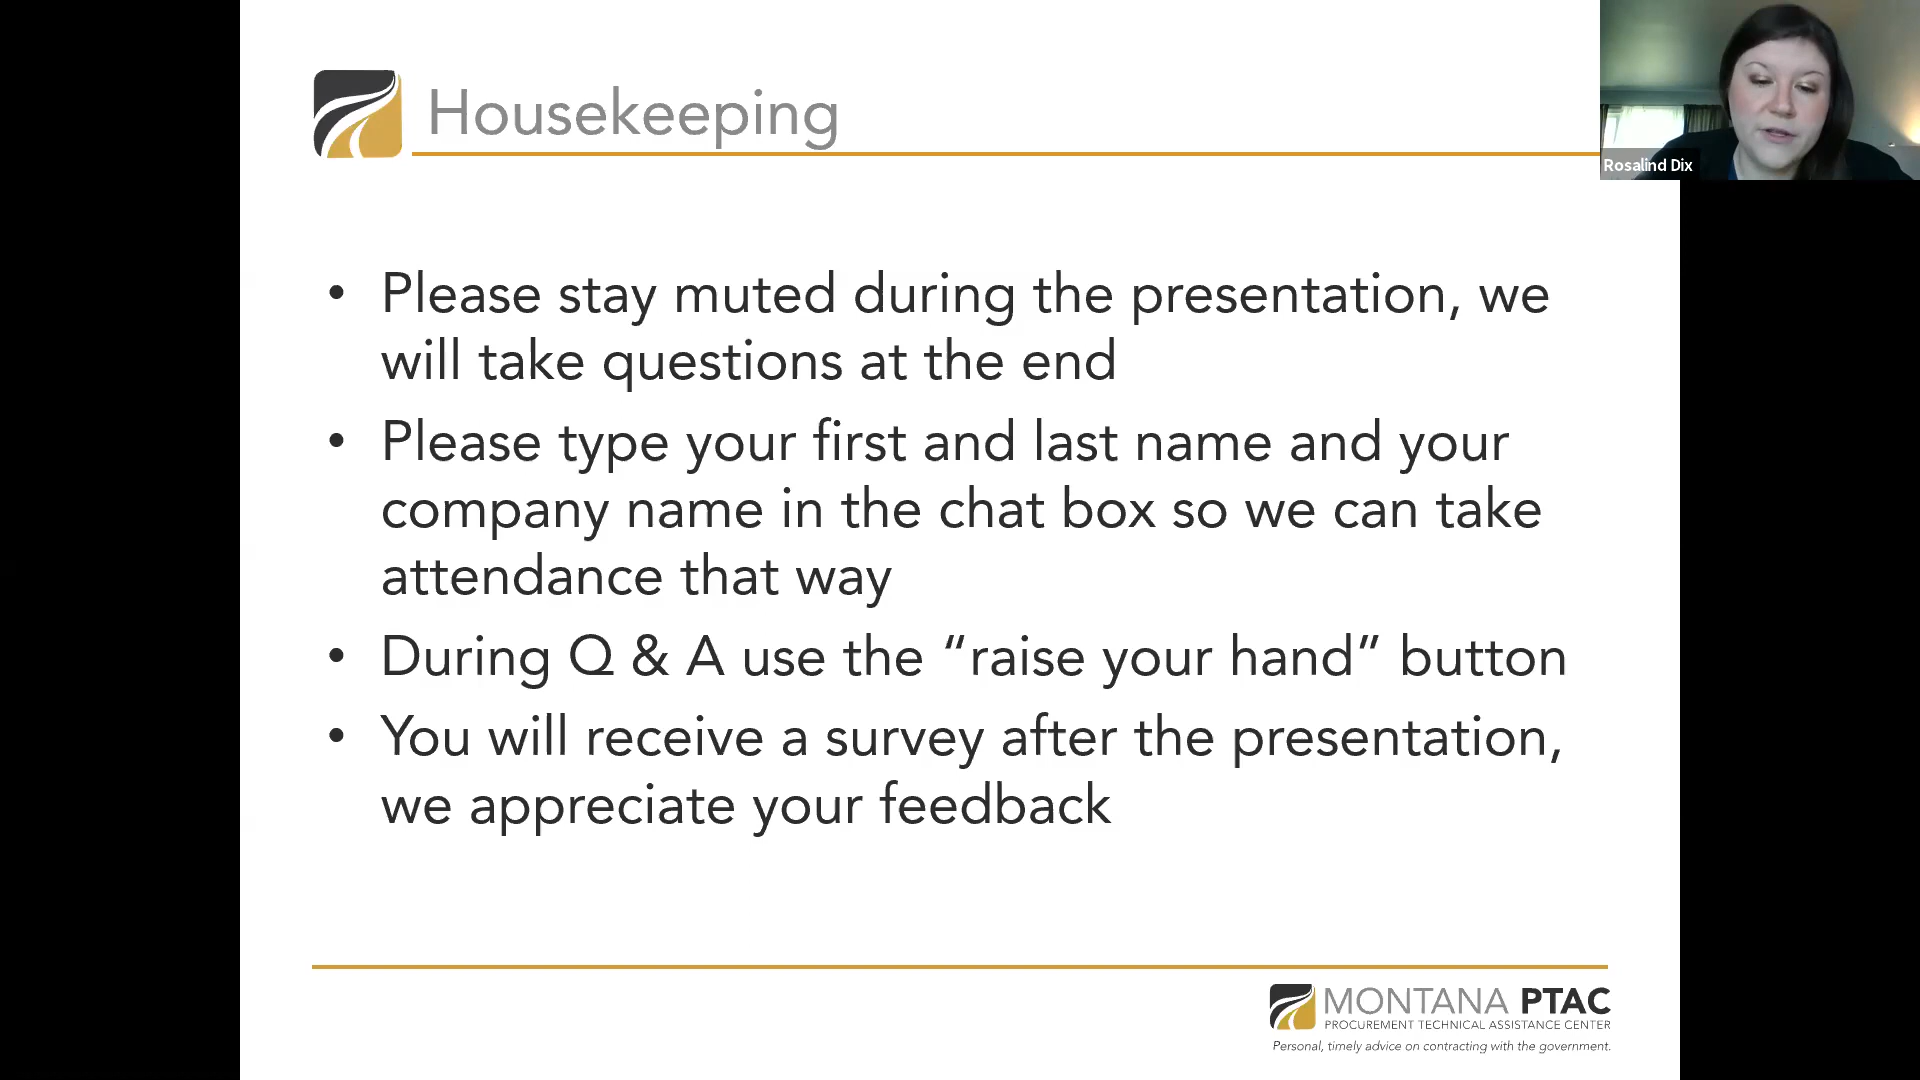 Housekeeping
Rosalind Dix
• Please stay muted during the presentation, we
will take questions at the end
• Please type your first and last name and your
company name in the chat box so we can take
attendance that way
• During Q & A use the “raise your hand” button
• You will receive a survey after the presentation,
we appreciate your feedback
MONTANA PTAC
PROCUREMENT TECHNICAL ASSISTANCE CENTER
Personal, timely advice on contracting with the government.